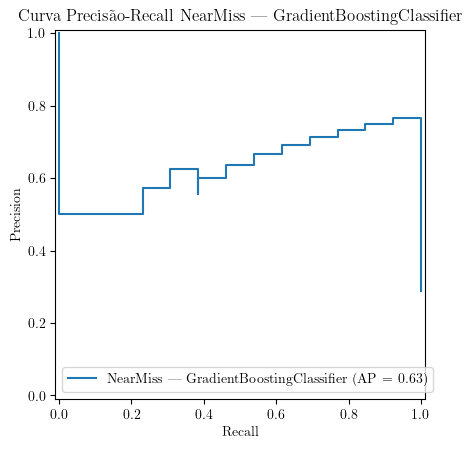 Curva Precisão-Recall NearMiss — GradientBoostingClassifier
1.0
0.8
0.6
0.4
0.2
0.0
Precision
NearMiss — GradientBoostingClassifier (AP = 0.63)
0.0 0.2 0.4 0.6 0.8 1.0
Recall